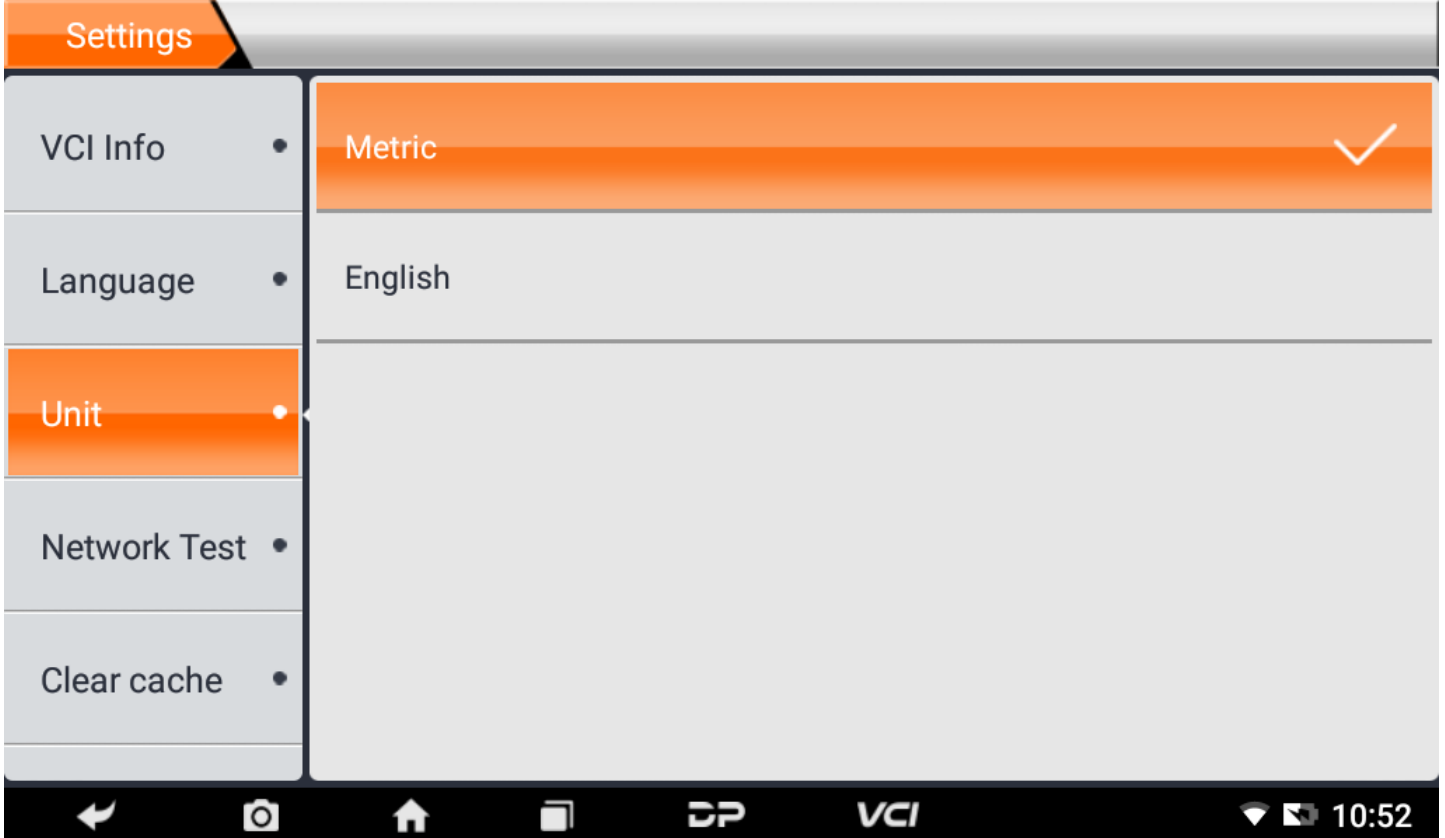 Settings
VCI Info
Language
Unit
Network Test
Clear cache
Metric
English
DP
VCI
10:52